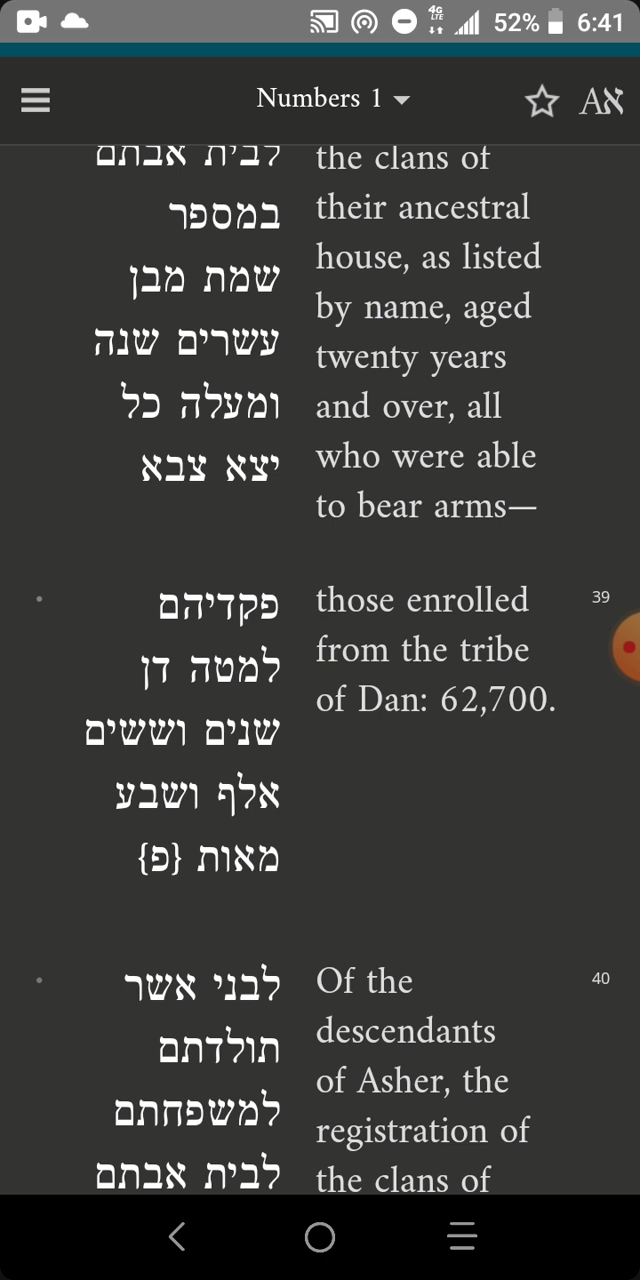 4G
LTE
52%
6:41
Numbers 1
Aא
לבית אבתם
במספר
שמת מבן
עשרים שנה
ומעלה כל
יצא צבא
the clans of
their ancestral
house, as listed
by name, aged
twenty years
and over, all
who were able
to bear arms—
פקדיהם
למטה דן
שנים וששים
אלף ושבע
מאות {פ}
those enrolled
from the tribe
of Dan: 62,700.
39
לבני אשר
תולדתם
למשפחתם
לבית אבתם
Of the
descendants
of Asher, the
registration of
the clans of
40